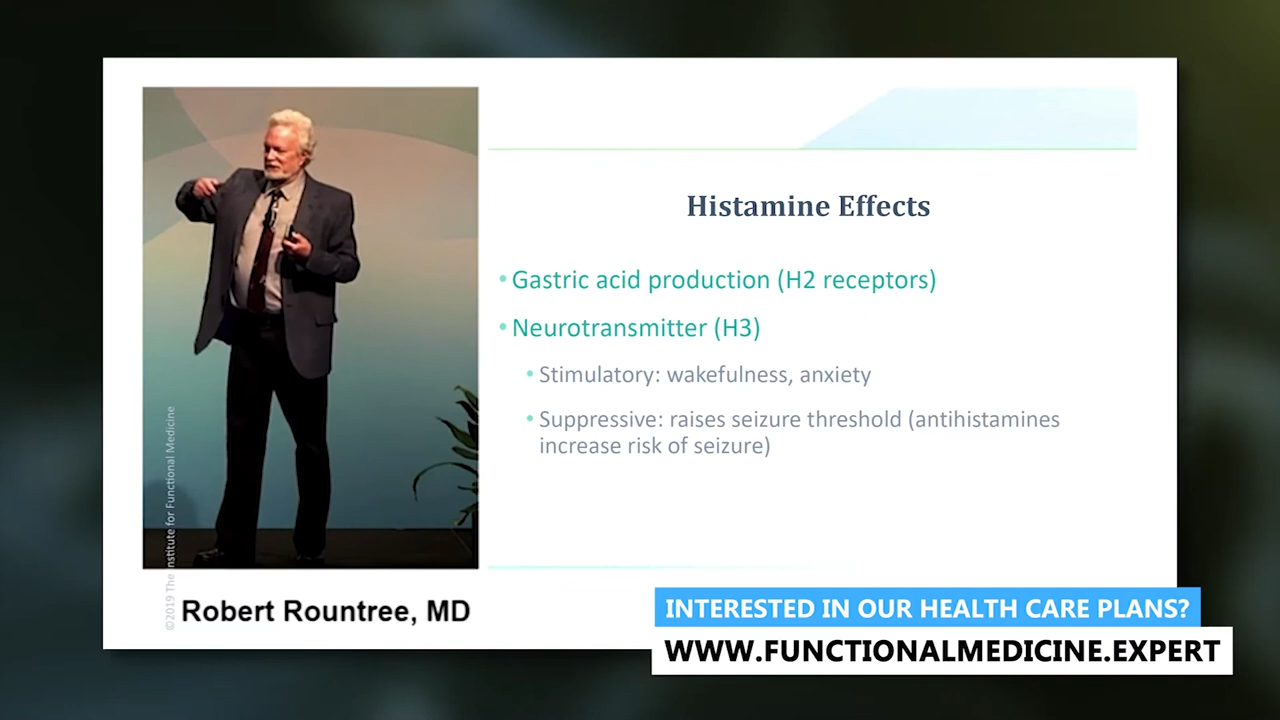 Histamine Effects
• Gastric acid production (H2 receptors)
• Neurotransmitter (H3)
• Stimulatory: wakefulness, anxiety
• Suppressive: raises seizure threshold (antihistamines
increase risk of seizure)
©2019 The Institute for Functional Medicine
Robert Rountree, MD
INTERESTED IN OUR HEALTH CARE PLANS?
WWW.FUNCTIONALMEDICINE.EXPERT